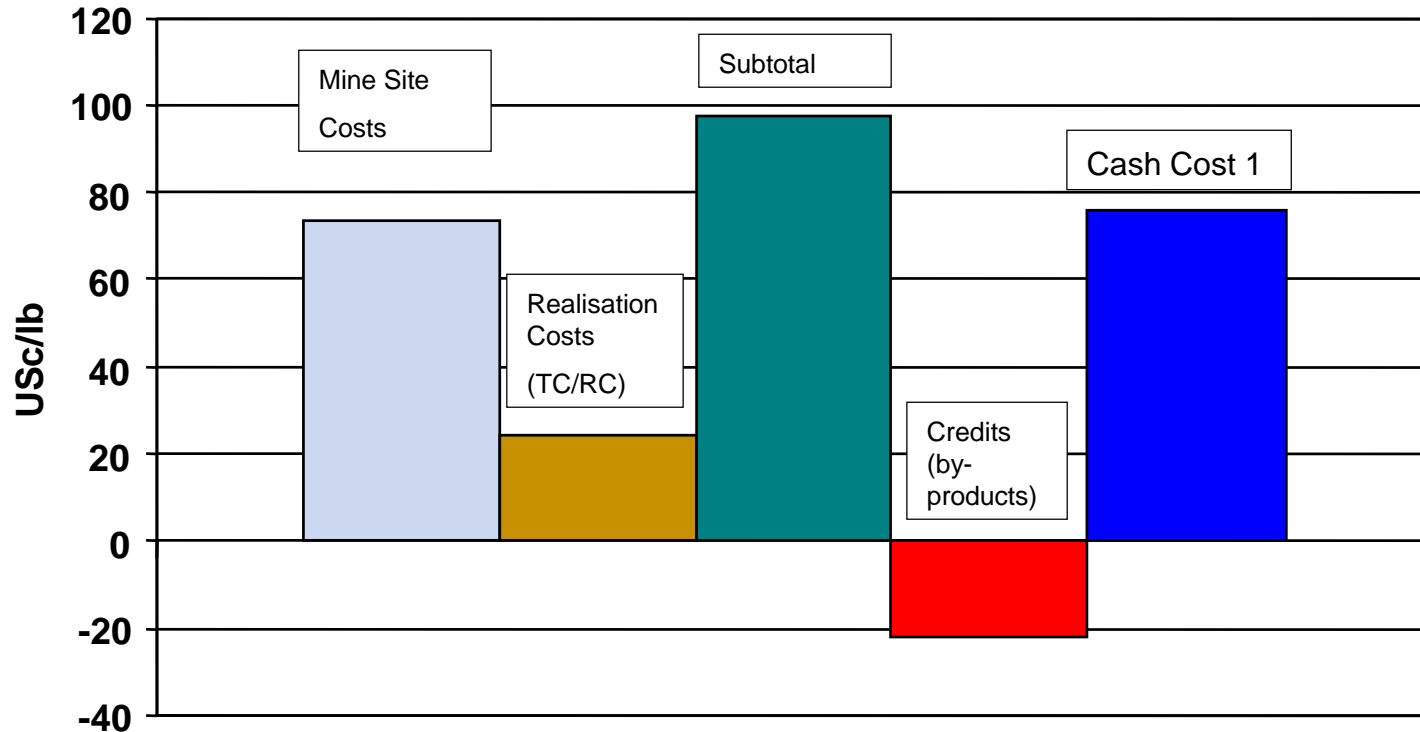 120
100
80
60
40
20
0
-20
-40
USc/lb
Mine Site
Costs
Realisation
Costs
(TC/RC)
Subtotal
Credits
(by-
products)
Cash Cost 1